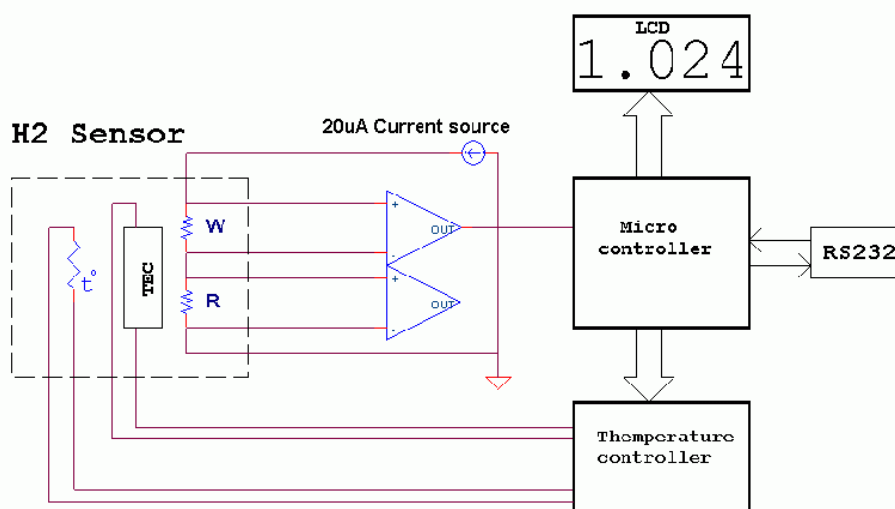 LCD
1.024
H2 Sensor
20uA Current source
+
W
OUT
-
Micro
controller
RS232
t°
TEC
+
R
OUT
-
Themperature
controller